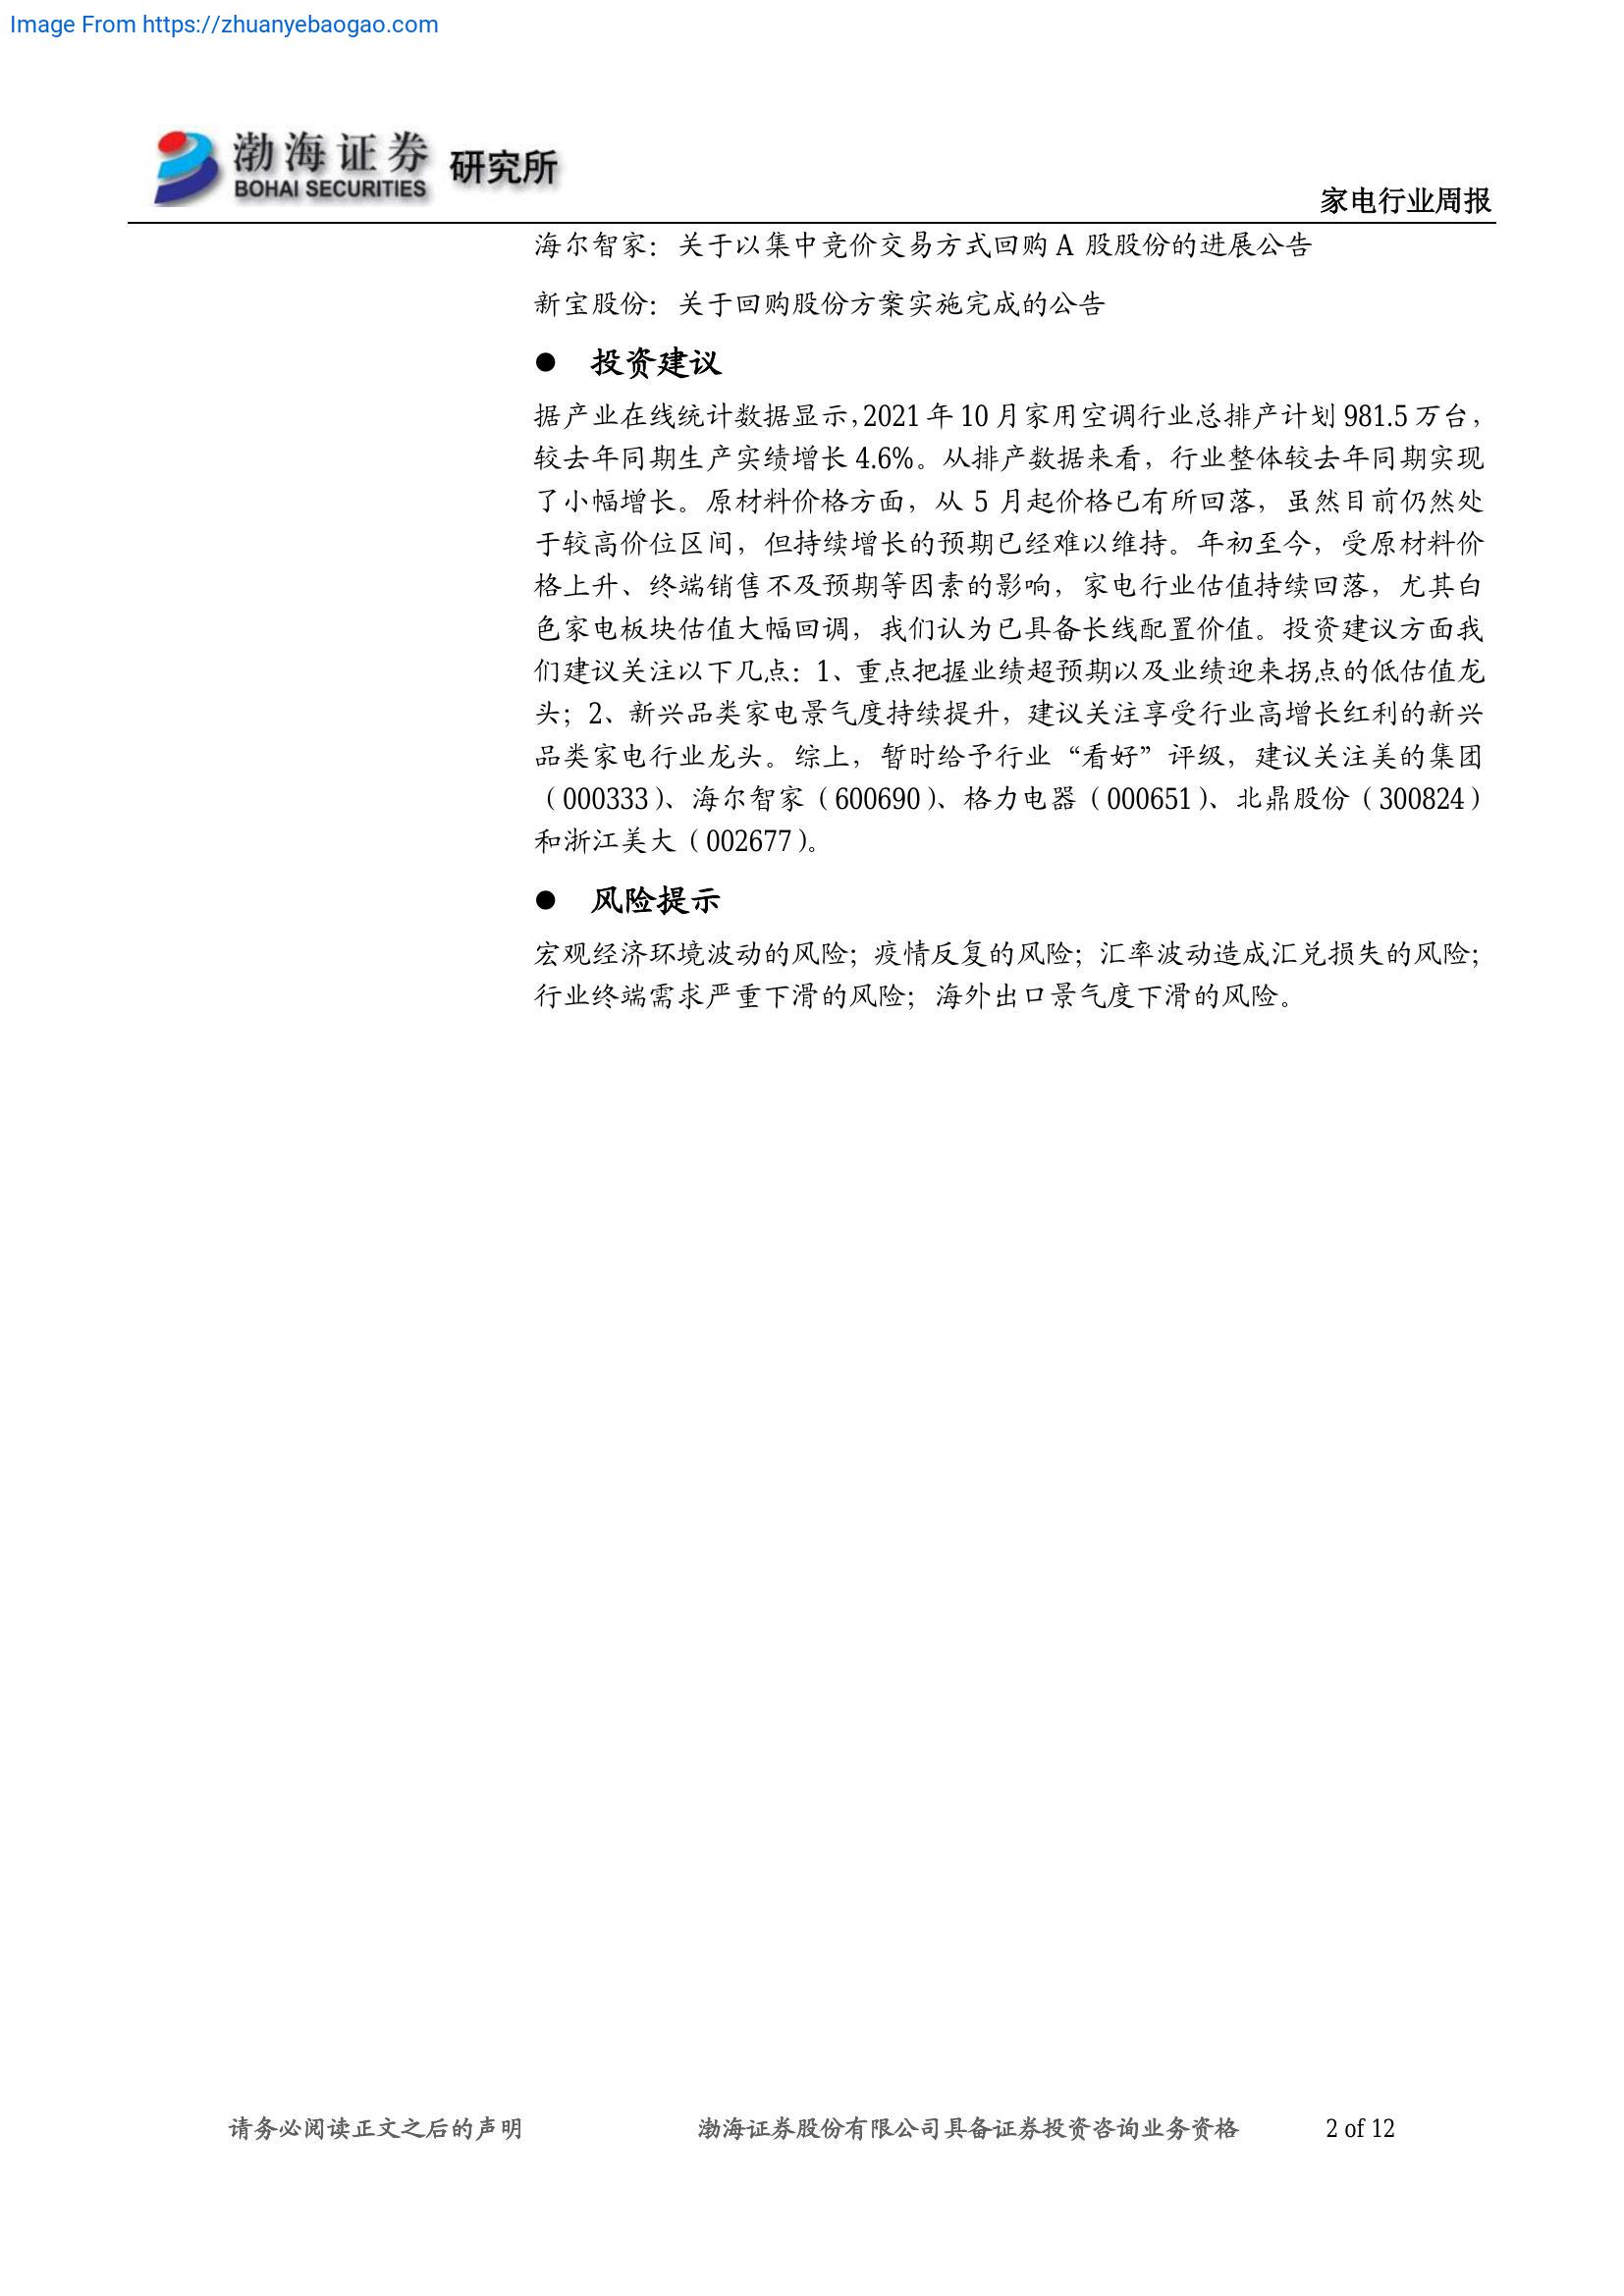 Image From https://zhuanyebaogao.com
渤海证券 研究所
BOHAI SECURITIES
家电行业周报
海尔智家：关于以集中竞价交易方式回购 A 股股份的进展公告
新宝股份：关于回购股份方案实施完成的公告
● 投资建议
据产业在线统计数据显示，2021 年 10 月家用空调行业总排产计划 981.5 万台，
较去年同期生产实绩增长 4.6%。从排产数据来看，行业整体较去年同期实现
了小幅增长。原材料价格方面，从 5 月起价格已有所回落，虽然目前仍然处
于较高价位区间，但持续增长的预期已经难以维持。年初至今，受原材料价
格上升、终端销售不及预期等因素的影响，家电行业估值持续回落，尤其白
色家电板块估值大幅回调，我们认为已具备长线配置价值。投资建议方面我
们建议关注以下几点：1、重点把握业绩超预期以及业绩迎来拐点的低估值龙
头；2、新兴品类家电景气度持续提升，建议关注享受行业高增长红利的新兴
品类家电行业龙头。综上，暂时给予行业“看好”评级，建议关注美的集团
（000333）、海尔智家（600690）、格力电器（000651）、北鼎股份（300824）
和浙江美大（002677）。
● 风险提示
宏观经济环境波动的风险；疫情反复的风险；汇率波动造成汇兑损失的风险；
行业终端需求严重下滑的风险；海外出口景气度下滑的风险。
请务必阅读正文之后的声明 渤海证券股份有限公司具备证券投资咨询业务资格 2 of 12